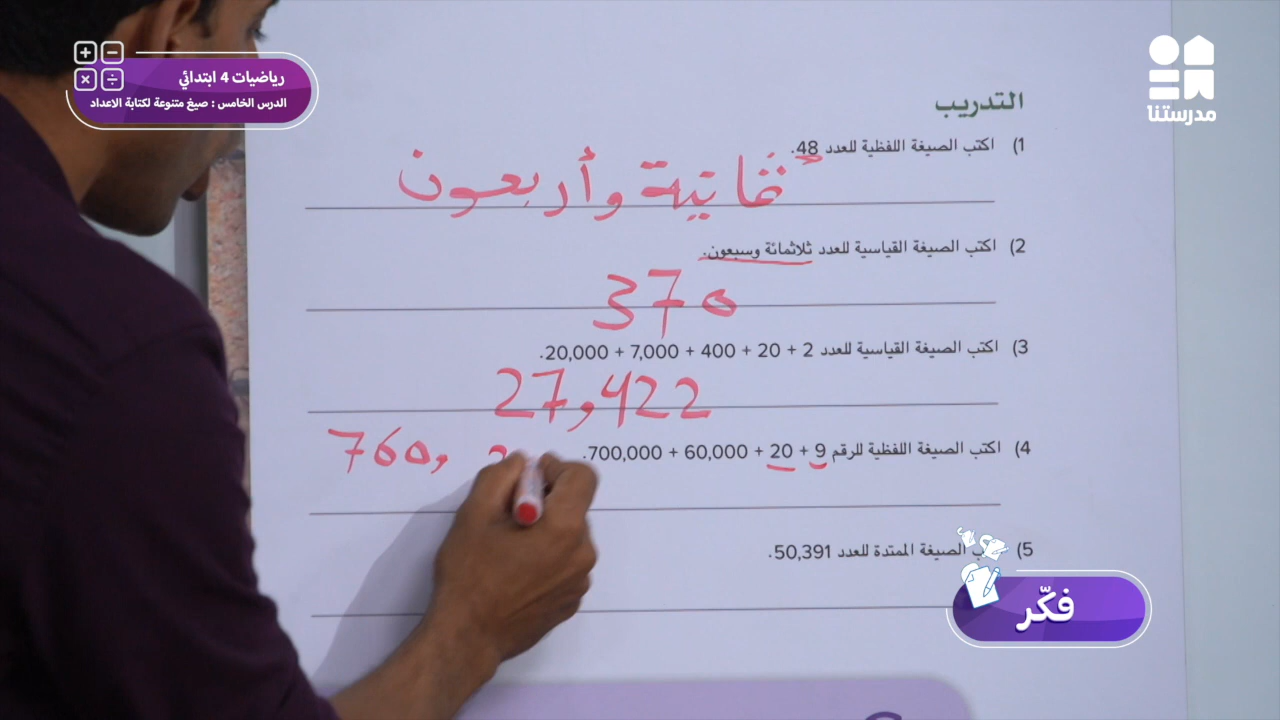 رياضيات 4 ابتدائي
الدرس الخامس : صيغ متنوعة لكتابة الاعداد
مدرستنا
التدريب
1) اكتب الصيغة اللفظية للعدد 48.
ثمانية وأربعون
2) اكتب الصيغة القياسية للعدد ثلاثمائة وسبعون.
370
3) اكتب الصيغة القياسية للعدد 2 + 20 + 400 + 7,000 + 20,000.
27,422
4) اكتب الصيغة اللفظية للرقم 9 + 20 + 60,000 + 700,000.
760,
5) الصيغة الممتدة للعدد 50,391.
فكّر